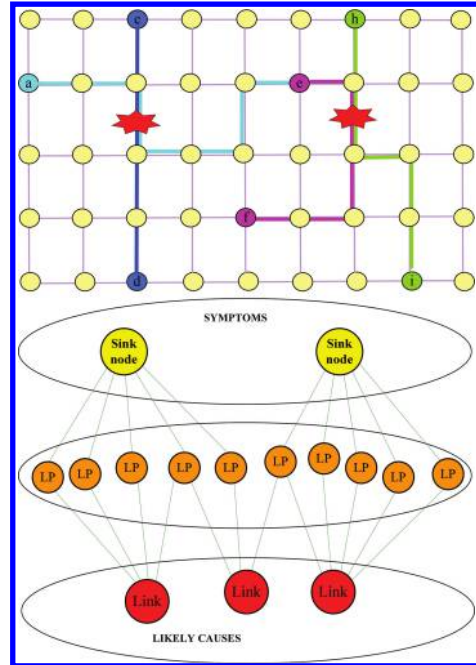 c
h
a
e
f
d
i
SYMPTOMS
Sink
node
Sink
node
LP
LP
LP
LP
LP
LP
LP
LP
LP
LP
Link
Link
Link
LIKELY CAUSES